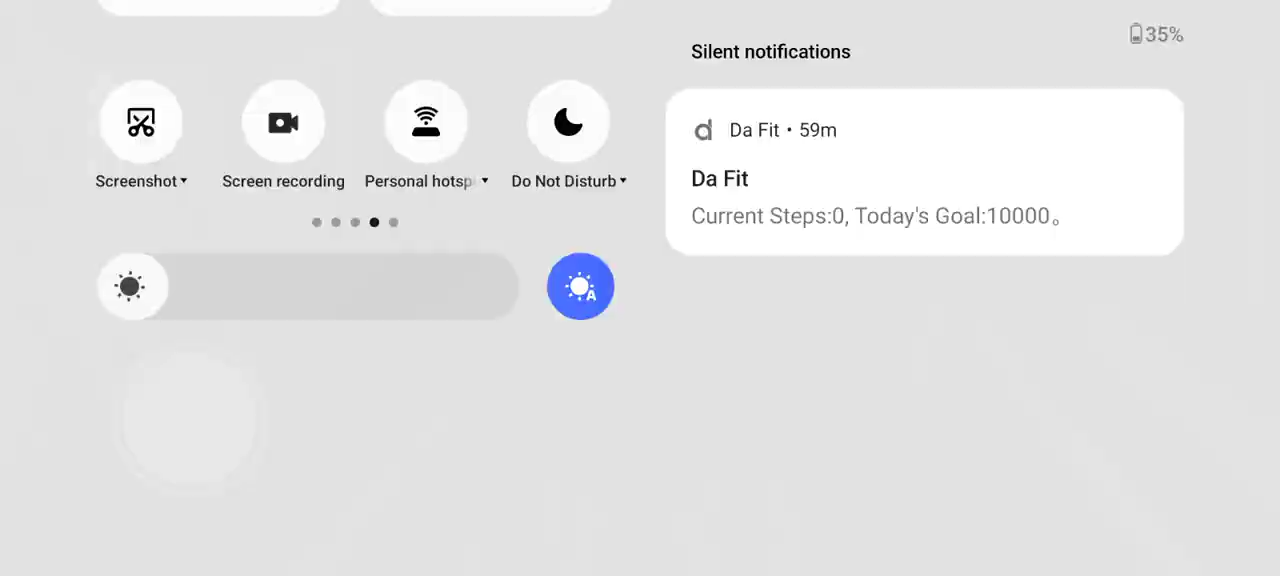 35%
Silent notifications
Da Fit • 59m
Da Fit
Current Steps:0, Today's Goal:10000。
Screenshot
Screen recording
Personal hotsp
Do Not Disturb
A